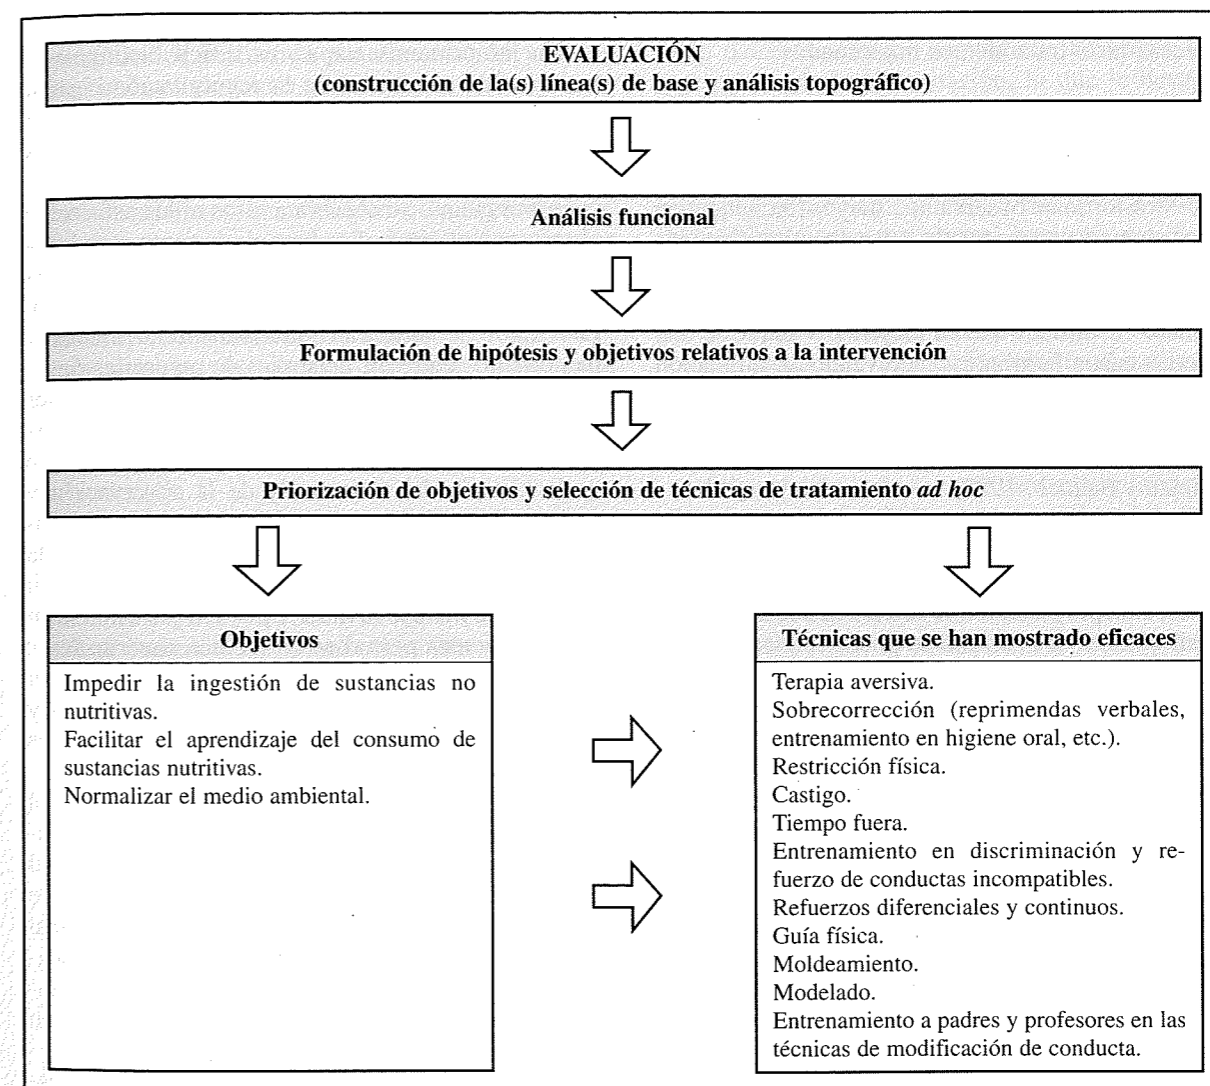 EVALUACIÓN
(construcción de la(s) línea(s) de base y análisis topográfico)
Análisis funcional
Formulación de hipótesis y objetivos relativos a la intervención
Priorización de objetivos y selección de técnicas de tratamiento ad hoc
Objetivos
Impedir la ingestión de sustancias no
nutritivas.
Facilitar el aprendizaje del consumo de
sustancias nutritivas.
Normalizar el medio ambiental.
Técnicas que se han mostrado eficaces
Terapia aversiva.
Sobrecorrección (reprimendas verbales,
entrenamiento en higiene oral, etc.).
Restricción física.
Castigo.
Tiempo fuera.
Entrenamiento en discriminación y re-
fuerzo de conductas incompatibles.
Refuerzos diferenciales y continuos.
Guía física.
Moldeamiento.
Modelado.
Entrenamiento a padres y profesores en las
técnicas de modificación de conducta.